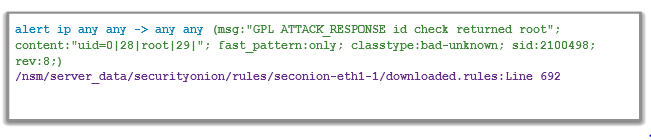 alert ip any any -> any any (msg:"GPL ATTACK_RESPONSE id check returned root";
content:"uid=0|28|root|29|"; fast_pattern:only; classtype:bad-unknown; sid:2100498;
rev:8;)
/nsm/server_data/securityonion/rules/seconion-eth1-1/downloaded.rules:Line 692